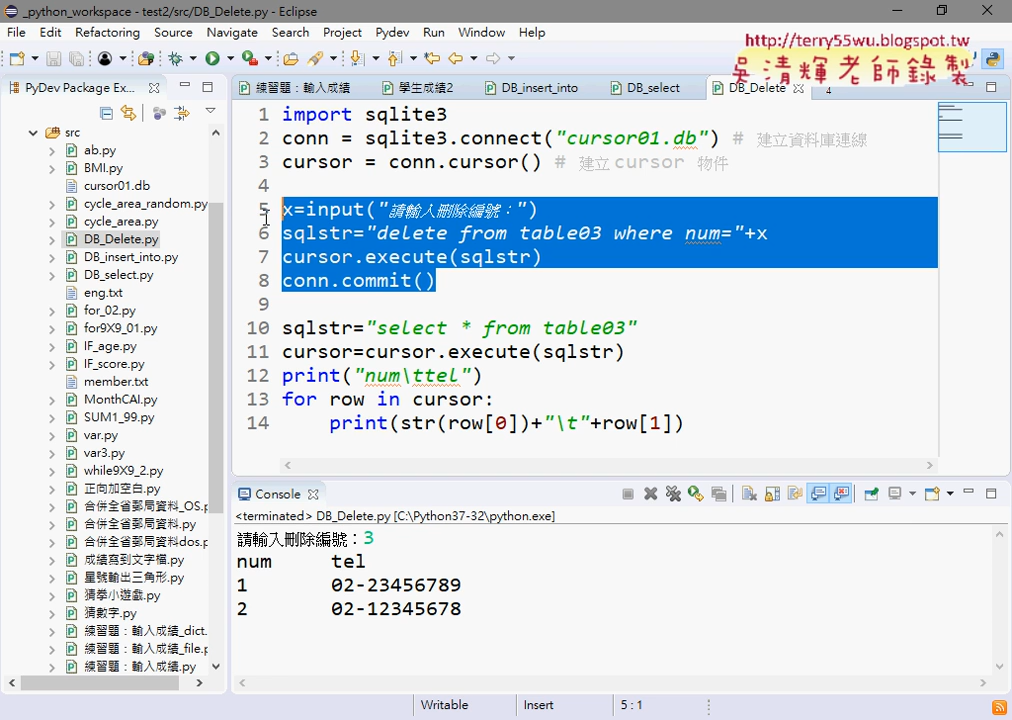 _python_workspace - test2/src/DB_Delete.py - Eclipse
File Edit Refactoring Source Navigate Search Project Pydev Run Window Help
http://terry55wu.blogspot.tw
吳清輝老師錄製
PyDev Package Ex...
練習題：輸入成績 學生成績2 DB_insert_into DB_select DB_Delete 4
src
ab.py
BMI.py
cursor01.db
cycle_area_random.py
cycle_area.py
DB_Delete.py
DB_insert_into.py
DB_select.py
eng.txt
for_02.py
for9X9_01.py
IF_age.py
IF_score.py
member.txt
MonthCAI.py
SUM1_99.py
var.py
var3.py
while9X9_2.py
正向加空白.py
合併全省郵局資料_OS.p
合併全省郵局資料.py
合併全省郵局資料dos.p
成績寫到文字檔.py
星號輸出三角形.py
猜拳小遊戲.py
猜數字.py
練習題：輸入成績_dict.
練習題：輸入成績_file.p
練習題：輸入成績.py
1 import sqlite3
2 conn = sqlite3.connect("cursor01.db") # 建立資料庫連線
3 cursor = conn.cursor() # 建立 cursor 物件
4
5 x=input("請輸入刪除編號：")
6 sqlstr="delete from table03 where num="+x
7 cursor.execute(sqlstr)
8 conn.commit()
9
10 sqlstr="select * from table03"
11 cursor=cursor.execute(sqlstr)
12 print("num\ttel")
13 for row in cursor:
14 print(str(row[0])+"\t"+row[1])
Console
<terminated> DB_Delete.py [C:\Python37-32\python.exe]
請輸入刪除編號：3
num tel
1 02-23456789
2 02-12345678
Writable Insert 5 : 1